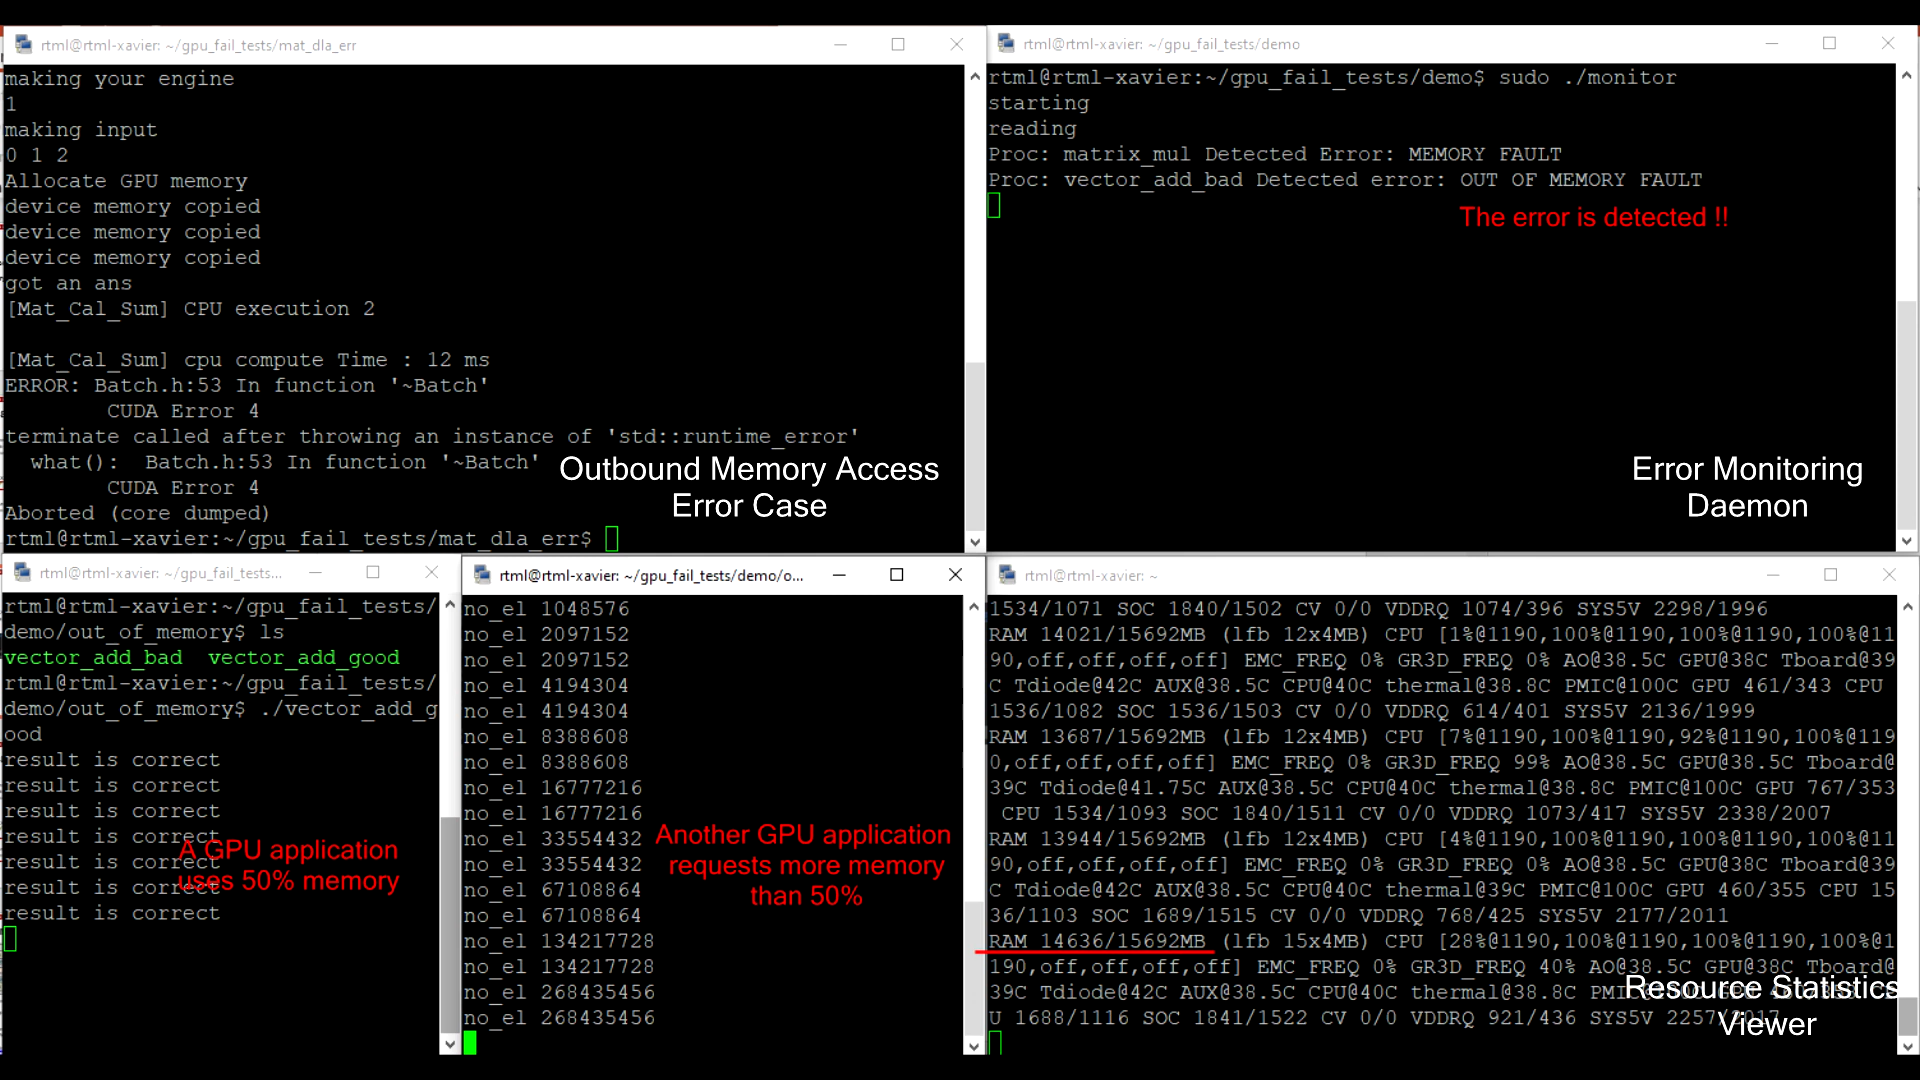 rtml@rtml-xavier: ~/gpu_fail_tests/mat_dla_err
making your engine
1
making input
0 1 2
Allocate GPU memory
device memory copied
device memory copied
device memory copied
got an ans
[Mat_Cal_Sum] CPU execution 2
[Mat_Cal_Sum] cpu compute Time : 12 ms
ERROR: Batch.h:53 In function '~Batch'
CUDA Error 4
terminate called after throwing an instance of 'std::runtime_error'
what():  Batch.h:53 In function '~Batch'
CUDA Error 4
Aborted (core dumped)
rtml@rtml-xavier:~/gpu_fail_tests/mat_dla_err$
Outbound Memory Access
Error Case
rtml@rtml-xavier: ~/gpu_fail_tests/demo
rtml@rtml-xavier:~/gpu_fail_tests/demo$ sudo ./monitor
starting
reading
Proc: matrix_mul Detected Error: MEMORY FAULT
Proc: vector_add_bad Detected error: OUT OF MEMORY FAULT
The error is detected !!
Error Monitoring
Daemon
rtml@rtml-xavier: ~/gpu_fail_tests...
rtml@rtml-xavier:~/gpu_fail_tests/
demo/out_of_memory$ ls
vector_add_bad  vector_add_good
rtml@rtml-xavier:~/gpu_fail_tests/
demo/out_of_memory$ ./vector_add_g
ood
result is correct
result is correct
result is correct
result is correct
result is correct
result is correct
result is correct
A GPU application
uses 50% memory
rtml@rtml-xavier: ~/gpu_fail_tests/demo/o...
no_el 1048576
no_el 2097152
no_el 2097152
no_el 4194304
no_el 4194304
no_el 8388608
no_el 8388608
no_el 16777216
no_el 16777216
no_el 33554432
no_el 33554432
no_el 67108864
no_el 67108864
no_el 134217728
no_el 134217728
no_el 268435456
no_el 268435456
Another GPU application
requests more memory
than 50%
rtml@rtml-xavier: ~
1534/1071 SOC 1840/1502 CV 0/0 VDDRQ 1074/396 SYS5V 2298/1996
RAM 14021/15692MB (lfb 12x4MB) CPU [1%@1190,100%@1190,100%@1190,100%@11
90,off,off,off,off] EMC_FREQ 0% GR3D_FREQ 0% AO@38.5C GPU@38C Tboard@39
C Tdiode@42C AUX@38.5C CPU@40C thermal@38.8C PMIC@100C GPU 461/343 CPU
1536/1082 SOC 1536/1503 CV 0/0 VDDRQ 614/401 SYS5V 2136/1999
RAM 13687/15692MB (lfb 12x4MB) CPU [7%@1190,100%@1190,92%@1190,100%@119
0,off,off,off,off] EMC_FREQ 0% GR3D_FREQ 99% AO@38.5C GPU@38.5C Tboard@
39C Tdiode@41.75C AUX@38.5C CPU@40C thermal@38.8C PMIC@100C GPU 767/353
CPU 1534/1093 SOC 1840/1511 CV 0/0 VDDRQ 1073/417 SYS5V 2338/2007
RAM 13944/15692MB (lfb 12x4MB) CPU [4%@1190,100%@1190,100%@1190,100%@11
90,off,off,off,off] EMC_FREQ 0% GR3D_FREQ 0% AO@38.5C GPU@38C Tboard@39
C Tdiode@42C AUX@38.5C CPU@40C thermal@39C PMIC@100C GPU 460/355 CPU 15
36/1103 SOC 1689/1515 CV 0/0 VDDRQ 768/425 SYS5V 2177/2011
RAM 14636/15692MB (lfb 15x4MB) CPU [28%@1190,100%@1190,100%@1190,100%@1
190,off,off,off,off] EMC_FREQ 0% GR3D_FREQ 40% AO@38.5C GPU@38C Tboard@
39C Tdiode@42C AUX@38.5C CPU@40C thermal@38.8C
U 1688/1116 SOC 1841/1522 CV 0/0 VDDRQ 921/436 SYS5V
Resource Statistics
Viewer